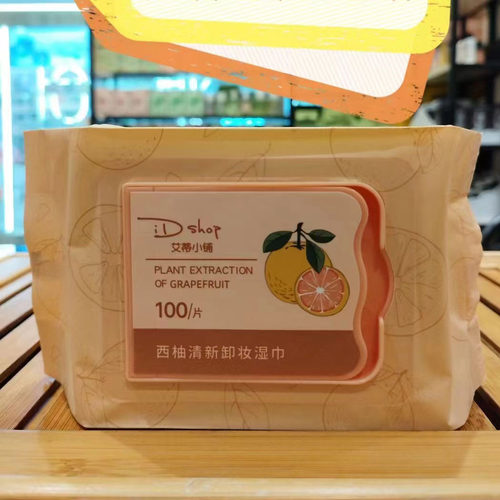 iD shop
艾蒂小铺
PLANT EXTRACTION
OF GRAPEFRUIT
100/片
西柚清新卸妆湿巾